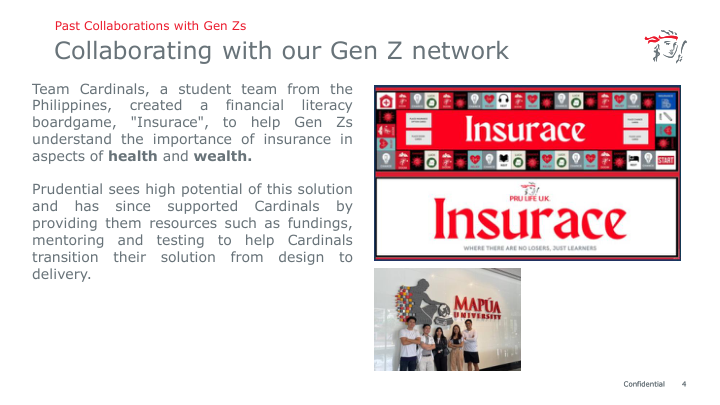 Past Collaborations with Gen Zs
Collaborating with our Gen Z network
Team Cardinals, a student team from the
Philippines, created a financial literacy
boardgame, "Insurace", to help Gen Zs
understand the importance of insurance in
aspects of health and wealth.
Prudential sees high potential of this solution
and has since supported Cardinals by
providing them resources such as fundings,
mentoring and testing to help Cardinals
transition their solution from design to
delivery.
Insurace
START
PRU LIFE U.K.
Insurace
WHERE THERE ARE NO LOSERS, JUST LEARNERS
MAPÚA
UNIVERSITY
Confidential 4